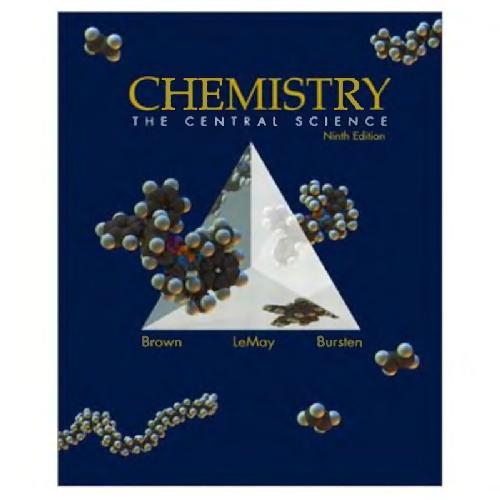 CHEMISTRY
THE CENTRAL SCIENCE
Ninth Edition
Brown LeMay Bursten